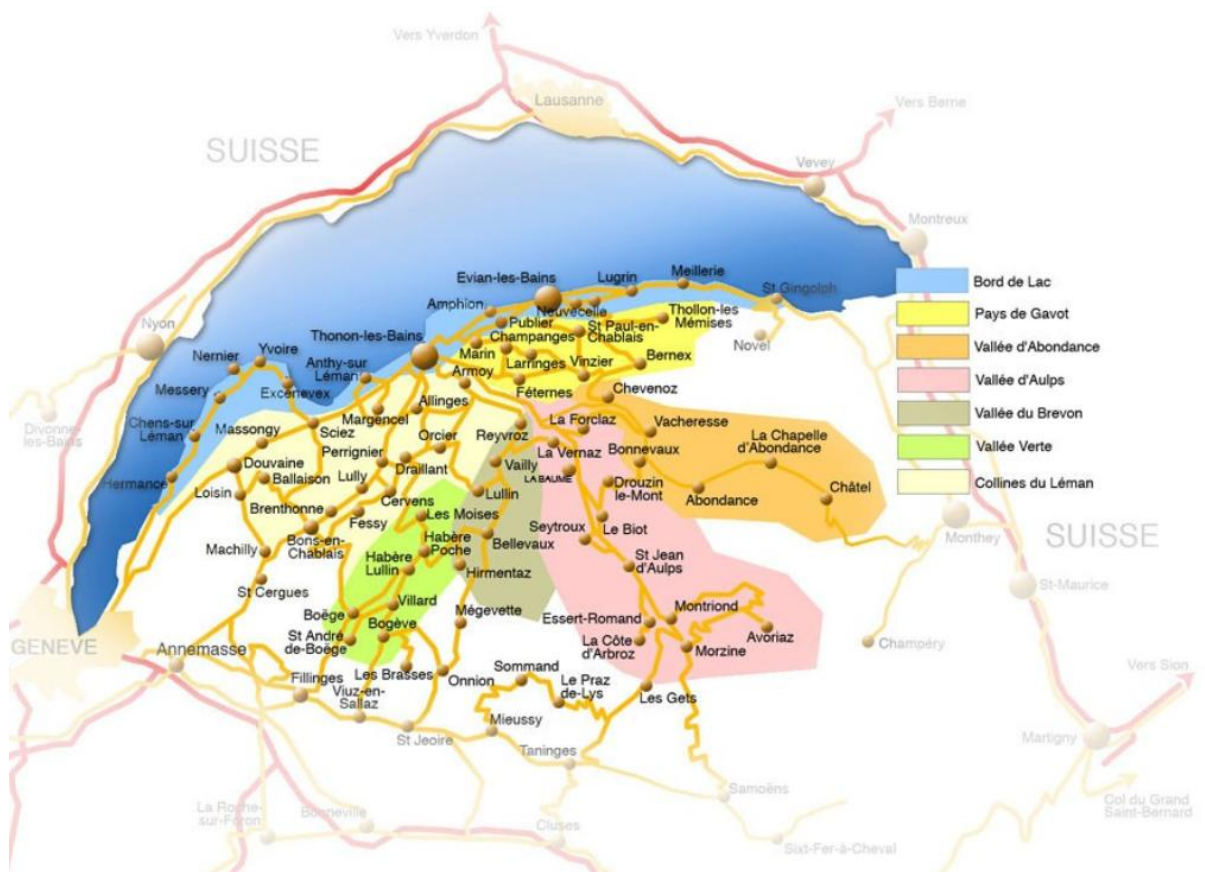 Vers Yverdon
Lausanne
Vers Berne
SUISSE
Vevey
Montreux
Evian-les-Bains
Lugrin
Meillerie
St Gingolph
Bord de Lac
Amphion
Neuvecelle
Thollon-les
Mémises
Pays de Gavot
Nyon
Thonon-les-Bains
Publier
St Paul-en-
Chablais
Novel
Champanges
Vallée d'Abondance
Nernier
Yvoire
Anthy-sur
Léman
Marin
Larringes
Vinzier
Bernex
Messery
Excenevex
Armoy
Féternes
Chevenoz
Vallée d'Aulps
Divonne-
les-Bains
Chens-sur
Léman
Massongy
Sciez
Margencel
Allinges
Reyvroz
La Forclaz
Vacheresse
Vallée du Brevon
Orcier
La Vernaz
Bonnevaux
La Chapelle
d'Abondance
Vallée Verte
Douvaine
Perrignier
Draillant
Vailly
LA BAUME
Hermance
Ballaison
Lully
Drouzin
le-Mont
Abondance
Châtel
Collines du Léman
Loisin
Brenthonne
Cervens
Lullin
Fessy
Les Moises
Seytroux
Le Biot
Monthey
SUISSE
Machilly
Bons-en-
Chablais
Habère
Poche
Bellevaux
Habère
Lullin
Hirmentaz
St Jean
d'Aulps
St-Maurice
St Cergues
Villard
Mégevette
Essert-Romand
Montriond
Boëge
Bogève
Avoriaz
GENEVE
Annemasse
St André
de-Boëge
La Côte
d'Arbroz
Morzine
Champéry
Les Brasses
Onnion
Sommand
Le Praz
de-Lys
Vers Sion
Fillinges
Viuz-en-
Sallaz
Les Gets
St Jeoire
Mieussy
Taninges
Martigny
Samoëns
La Roche-
sur-Foron
Bonneville
Cluses
Col du Grand
Saint-Bernard
Sixt-Fer-à-Cheval